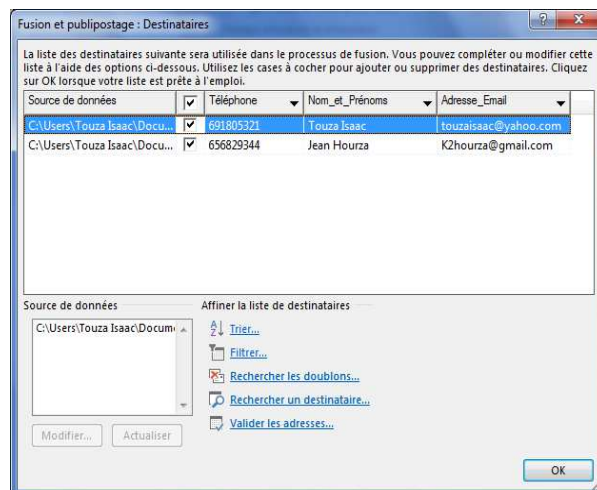 Fusion et publipostage : Destinataires
La liste des destinataires suivante sera utilisée dans le processus de fusion. Vous pouvez compléter ou modifier cette
liste à l'aide des options ci-dessous. Utilisez les cases à cocher pour ajouter ou supprimer des destinataires. Cliquez
sur OK lorsque votre liste est prête à l'emploi.
Source de données Téléphone Nom_et_Prénoms Adresse_Email
C:\Users\Touza Isaac\Docu... 691805321 Touza Isaac touzaisaac@yahoo.com
C:\Users\Touza Isaac\Docu... 656829344 Jean Hourza K2hourza@gmail.com
Source de données Affiner la liste de destinataires
C:\Users\Touza Isaac\Docum
Trier...
Filtrer...
Rechercher les doublons...
Rechercher un destinataire...
Valider les adresses...
Modifier... Actualiser
OK